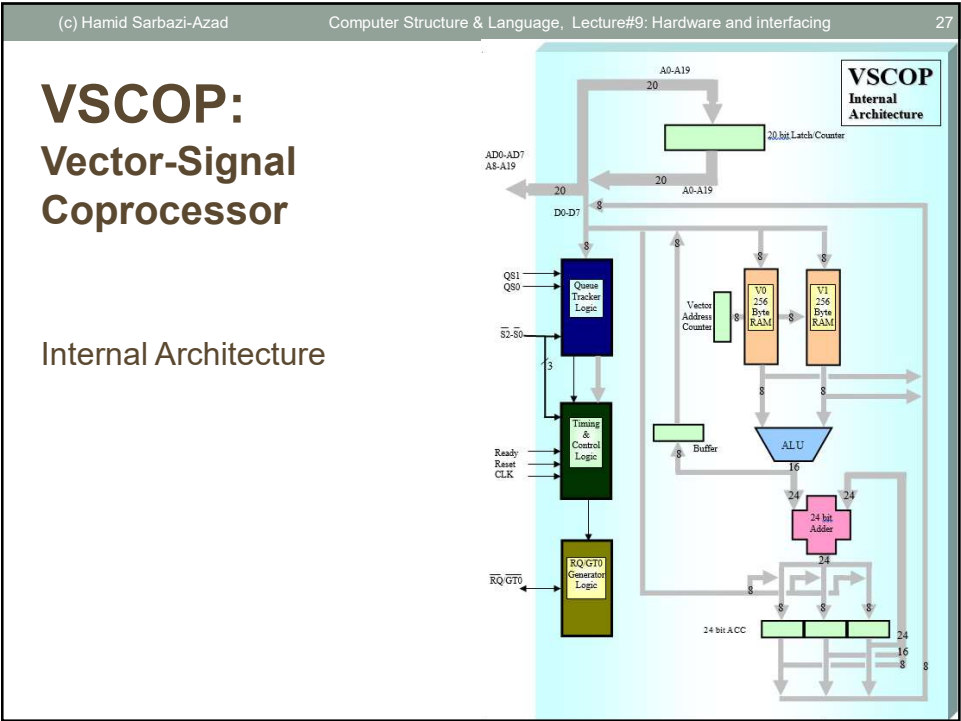 (c) Hamid Sarbazi-Azad
Computer Structure & Language, Lecture#9: Hardware and interfacing
27
VSCOP:
Vector-Signal
Coprocessor
Internal Architecture
VSCOP
Internal
Architecture
A0-A19
20
20 bit Latch/Counter
AD0-AD7
A8-A19
20
20
A0-A19
D0-D7
8
8
8
8
8
QS1
QS0
Queue
Tracker
Logic
S2-S0
3
Vector
Address
Counter
8
V0
256
Byte
RAM
8
V1
256
Byte
RAM
8
8
Timing
&
Control
Logic
Ready
Reset
CLK
Buffer
8
ALU
16
24
24
24 bit
Adder
24
RQ/GT0
RQ/GT0
Generator
Logic
8
8
8
8
24 bit ACC
24
16
8
8